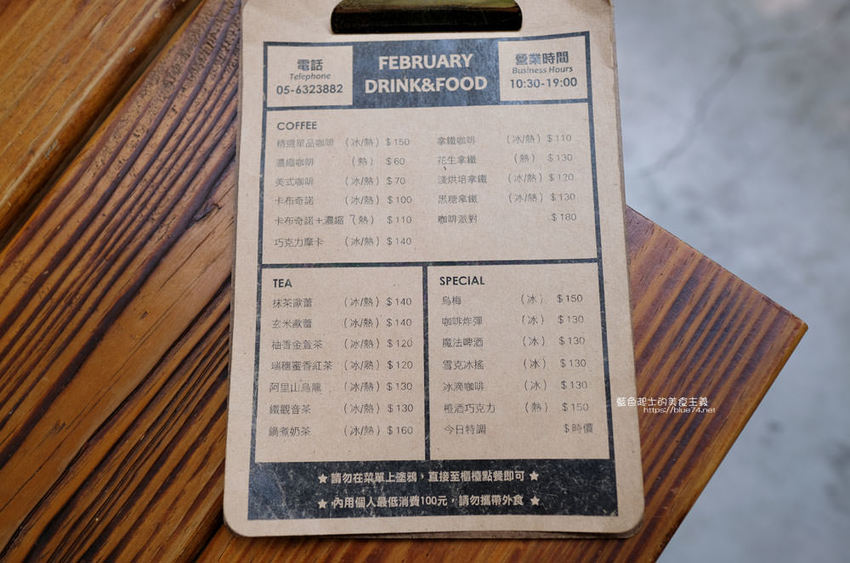 電話
Telephone
05-6323882
FEBRUARY
DRINK&FOOD
營業時間
Business Hours
10:30-19:00
COFFEE
精選單品咖啡 (冰/熱) $150
濃縮咖啡 (熱) $60
美式咖啡 (冰/熱) $70
卡布奇諾 (冰/熱) $100
卡布奇諾+濃縮 (熱) $110
巧克力摩卡 (冰/熱) $140
拿鐵咖啡 (冰/熱) $110
花生拿鐵 (熱) $130
淺烘培拿鐵 (冰/熱) $120
黑糖拿鐵 (冰/熱) $130
咖啡派對 $180
TEA
抹茶歐蕾 (冰/熱) $140
玄米歐蕾 (冰/熱) $140
柚香金萱茶 (冰/熱) $120
瑞穗蜜香紅茶 (冰/熱) $120
阿里山烏龍 (冰/熱) $130
鐵觀音茶 (冰/熱) $130
鍋煮奶茶 (冰/熱) $160
SPECIAL
烏梅 (冰) $150
咖啡炸彈 (冰) $130
魔法啤酒 (冰) $130
雪克冰搖 (冰) $130
冰滴咖啡 (冰) $130
橙酒巧克力 (熱) $150
今日特調 $時價
★請勿在菜單上塗鴉,直接至櫃檯點餐即可★
★內用個人最低消費100元,請勿攜帶外食★
藍色起士的美食主義
https://blue74.net